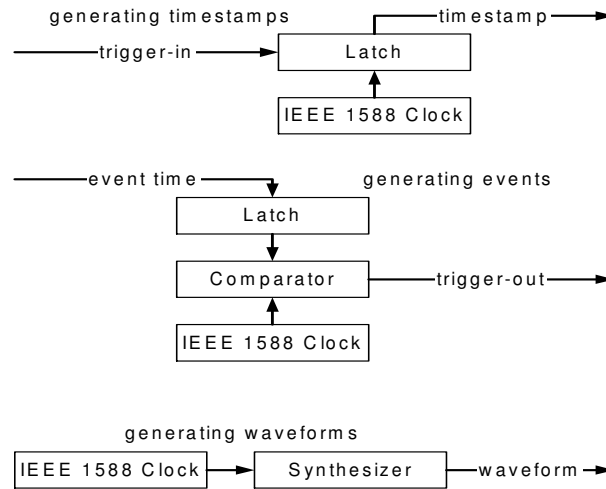 generating timestamps
timestamp
trigger-in
Latch
IEEE 1588 Clock
event time
generating events
Latch
Comparator
trigger-out
IEEE 1588 Clock
generating waveforms
IEEE 1588 Clock
Synthesizer
waveform